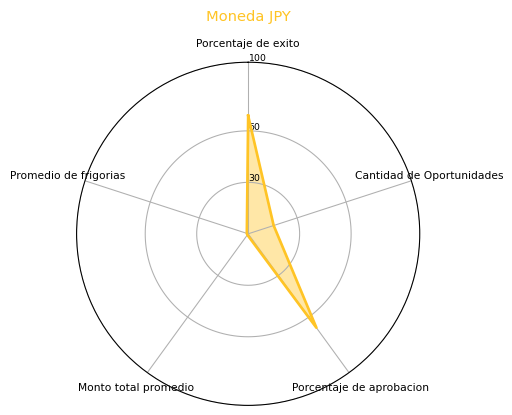 Moneda JPY
Porcentaje de exito
100
60
30
Promedio de frigorias
Cantidad de Oportunidades
Monto total promedio
Porcentaje de aprobacion